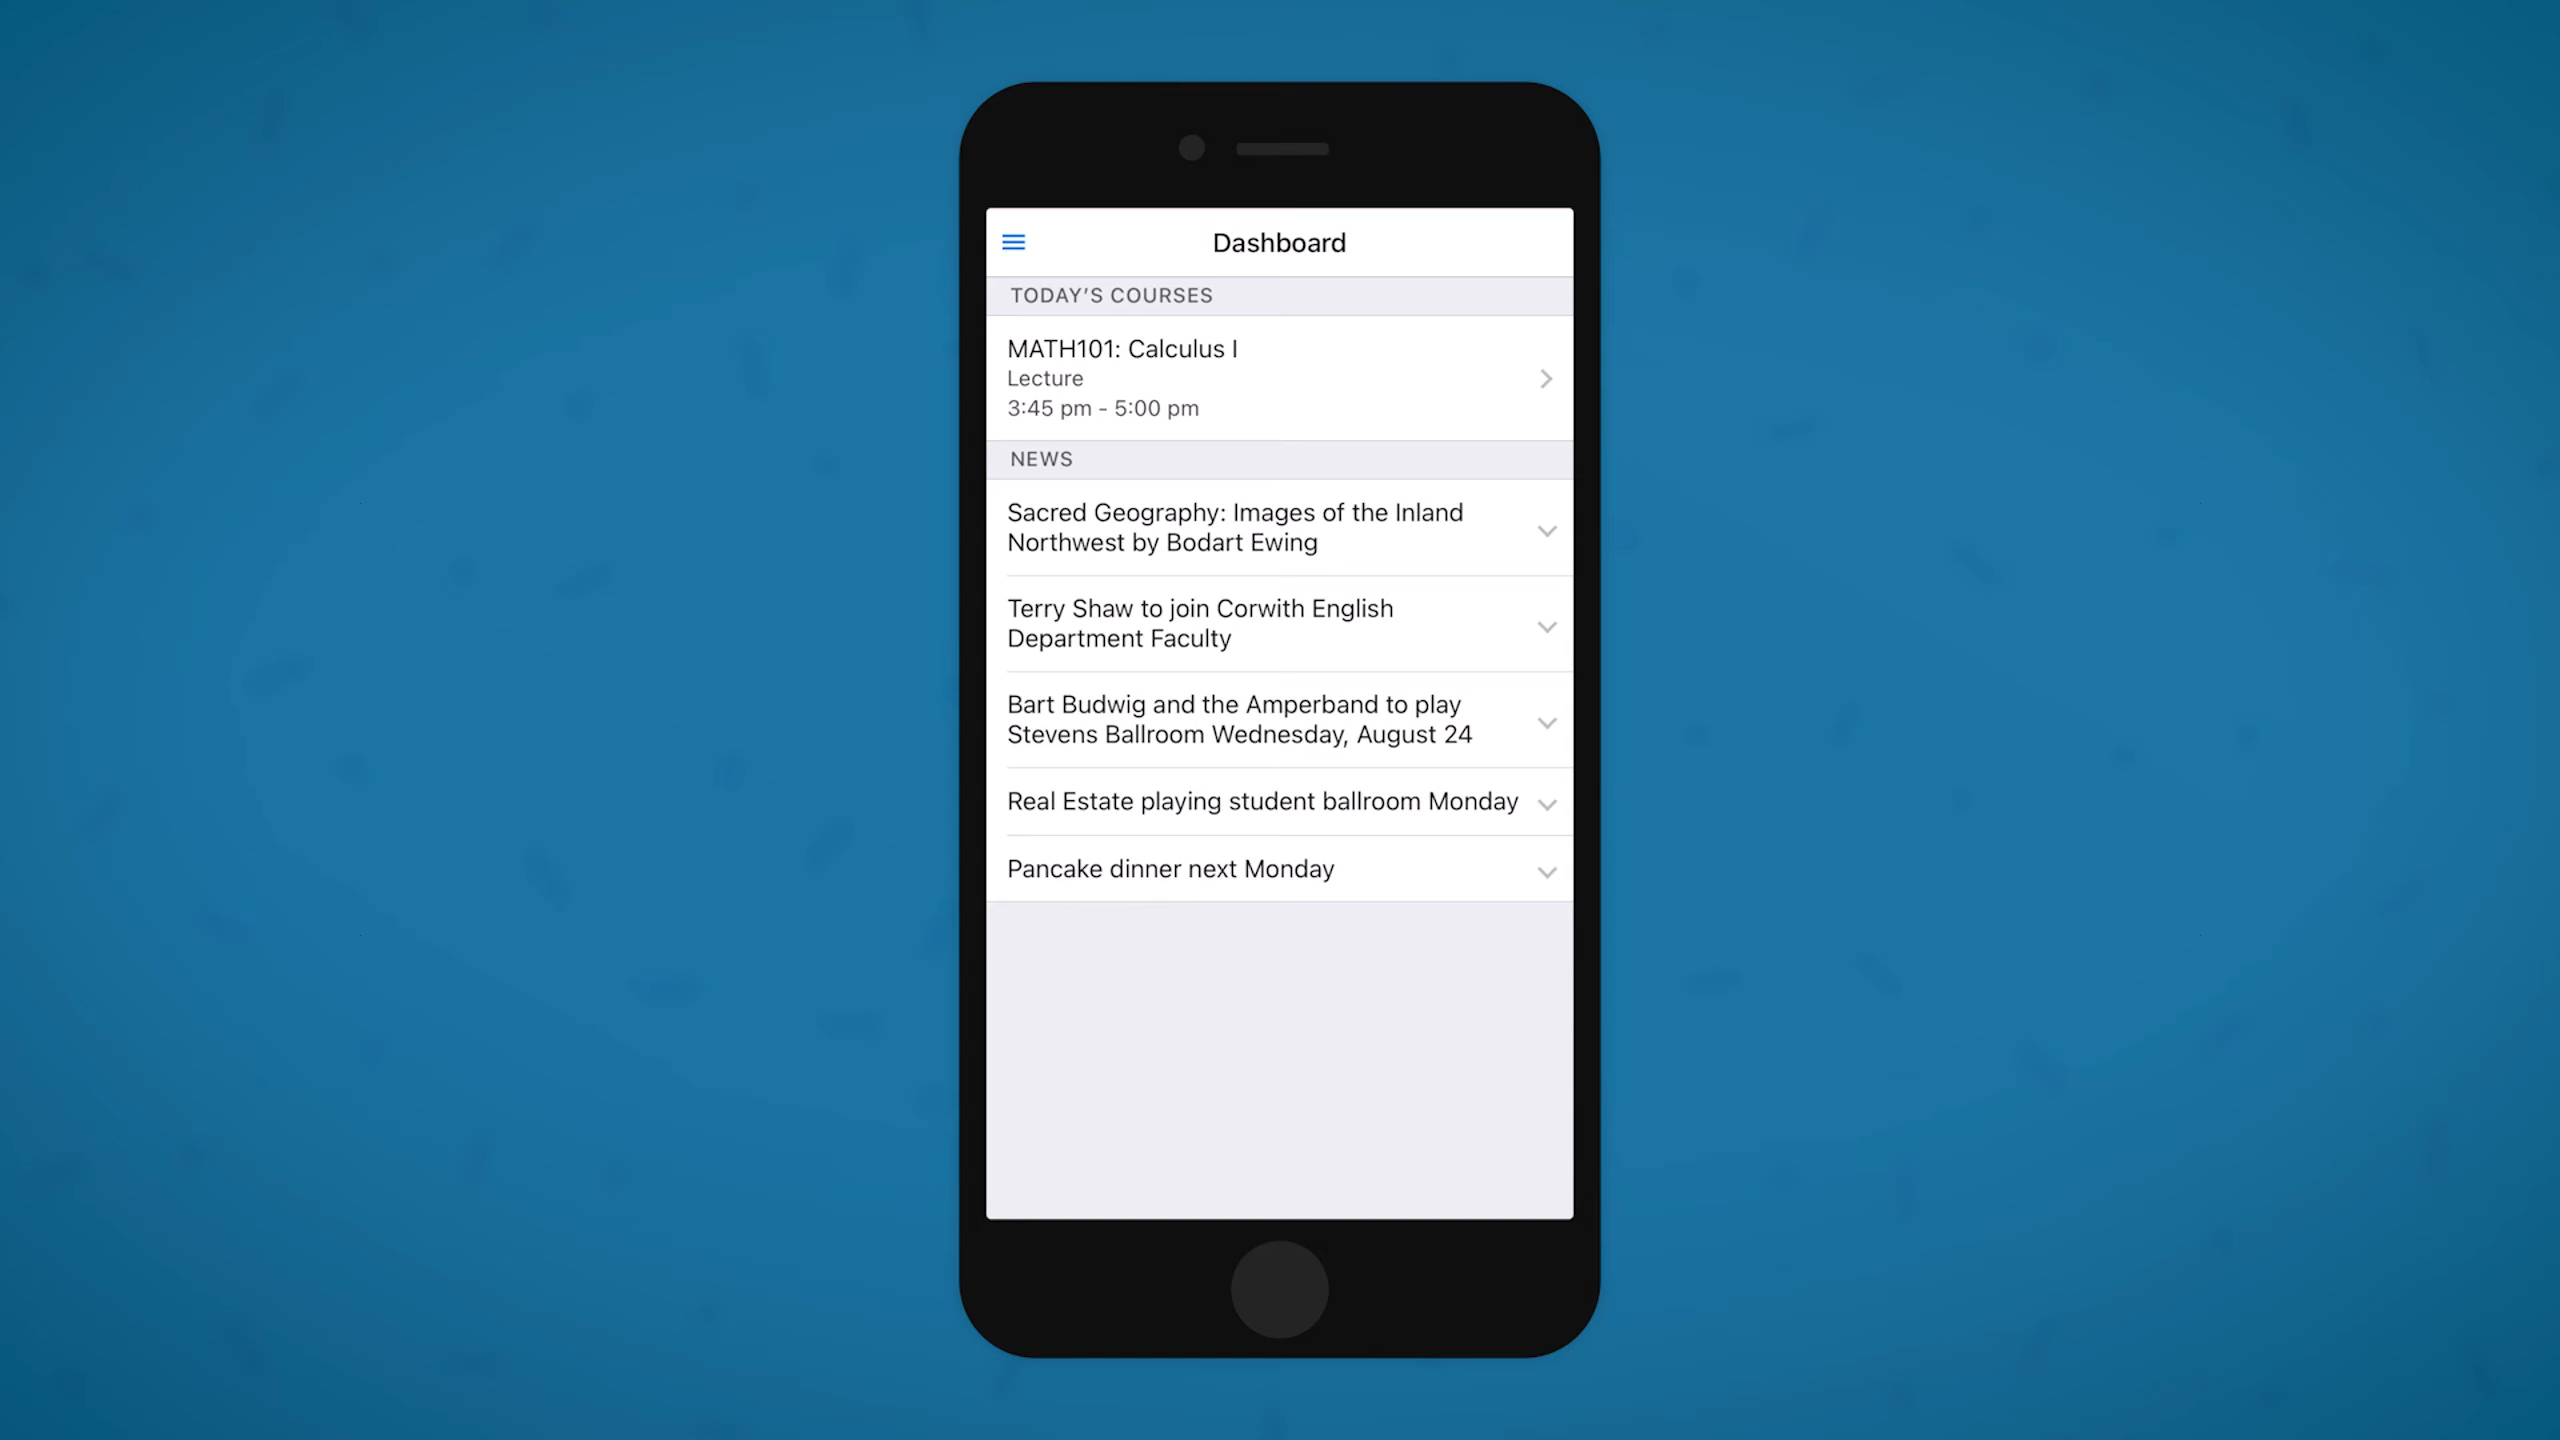 Dashboard
TODAY’S COURSES
MATH101: Calculus I
Lecture
3:45 pm - 5:00 pm
NEWS
Sacred Geography: Images of the Inland
Northwest by Bodart Ewing
Terry Shaw to join Corwith English
Department Faculty
Bart Budwig and the Amperband to play
Stevens Ballroom Wednesday, August 24
Real Estate playing student ballroom Monday
Pancake dinner next Monday